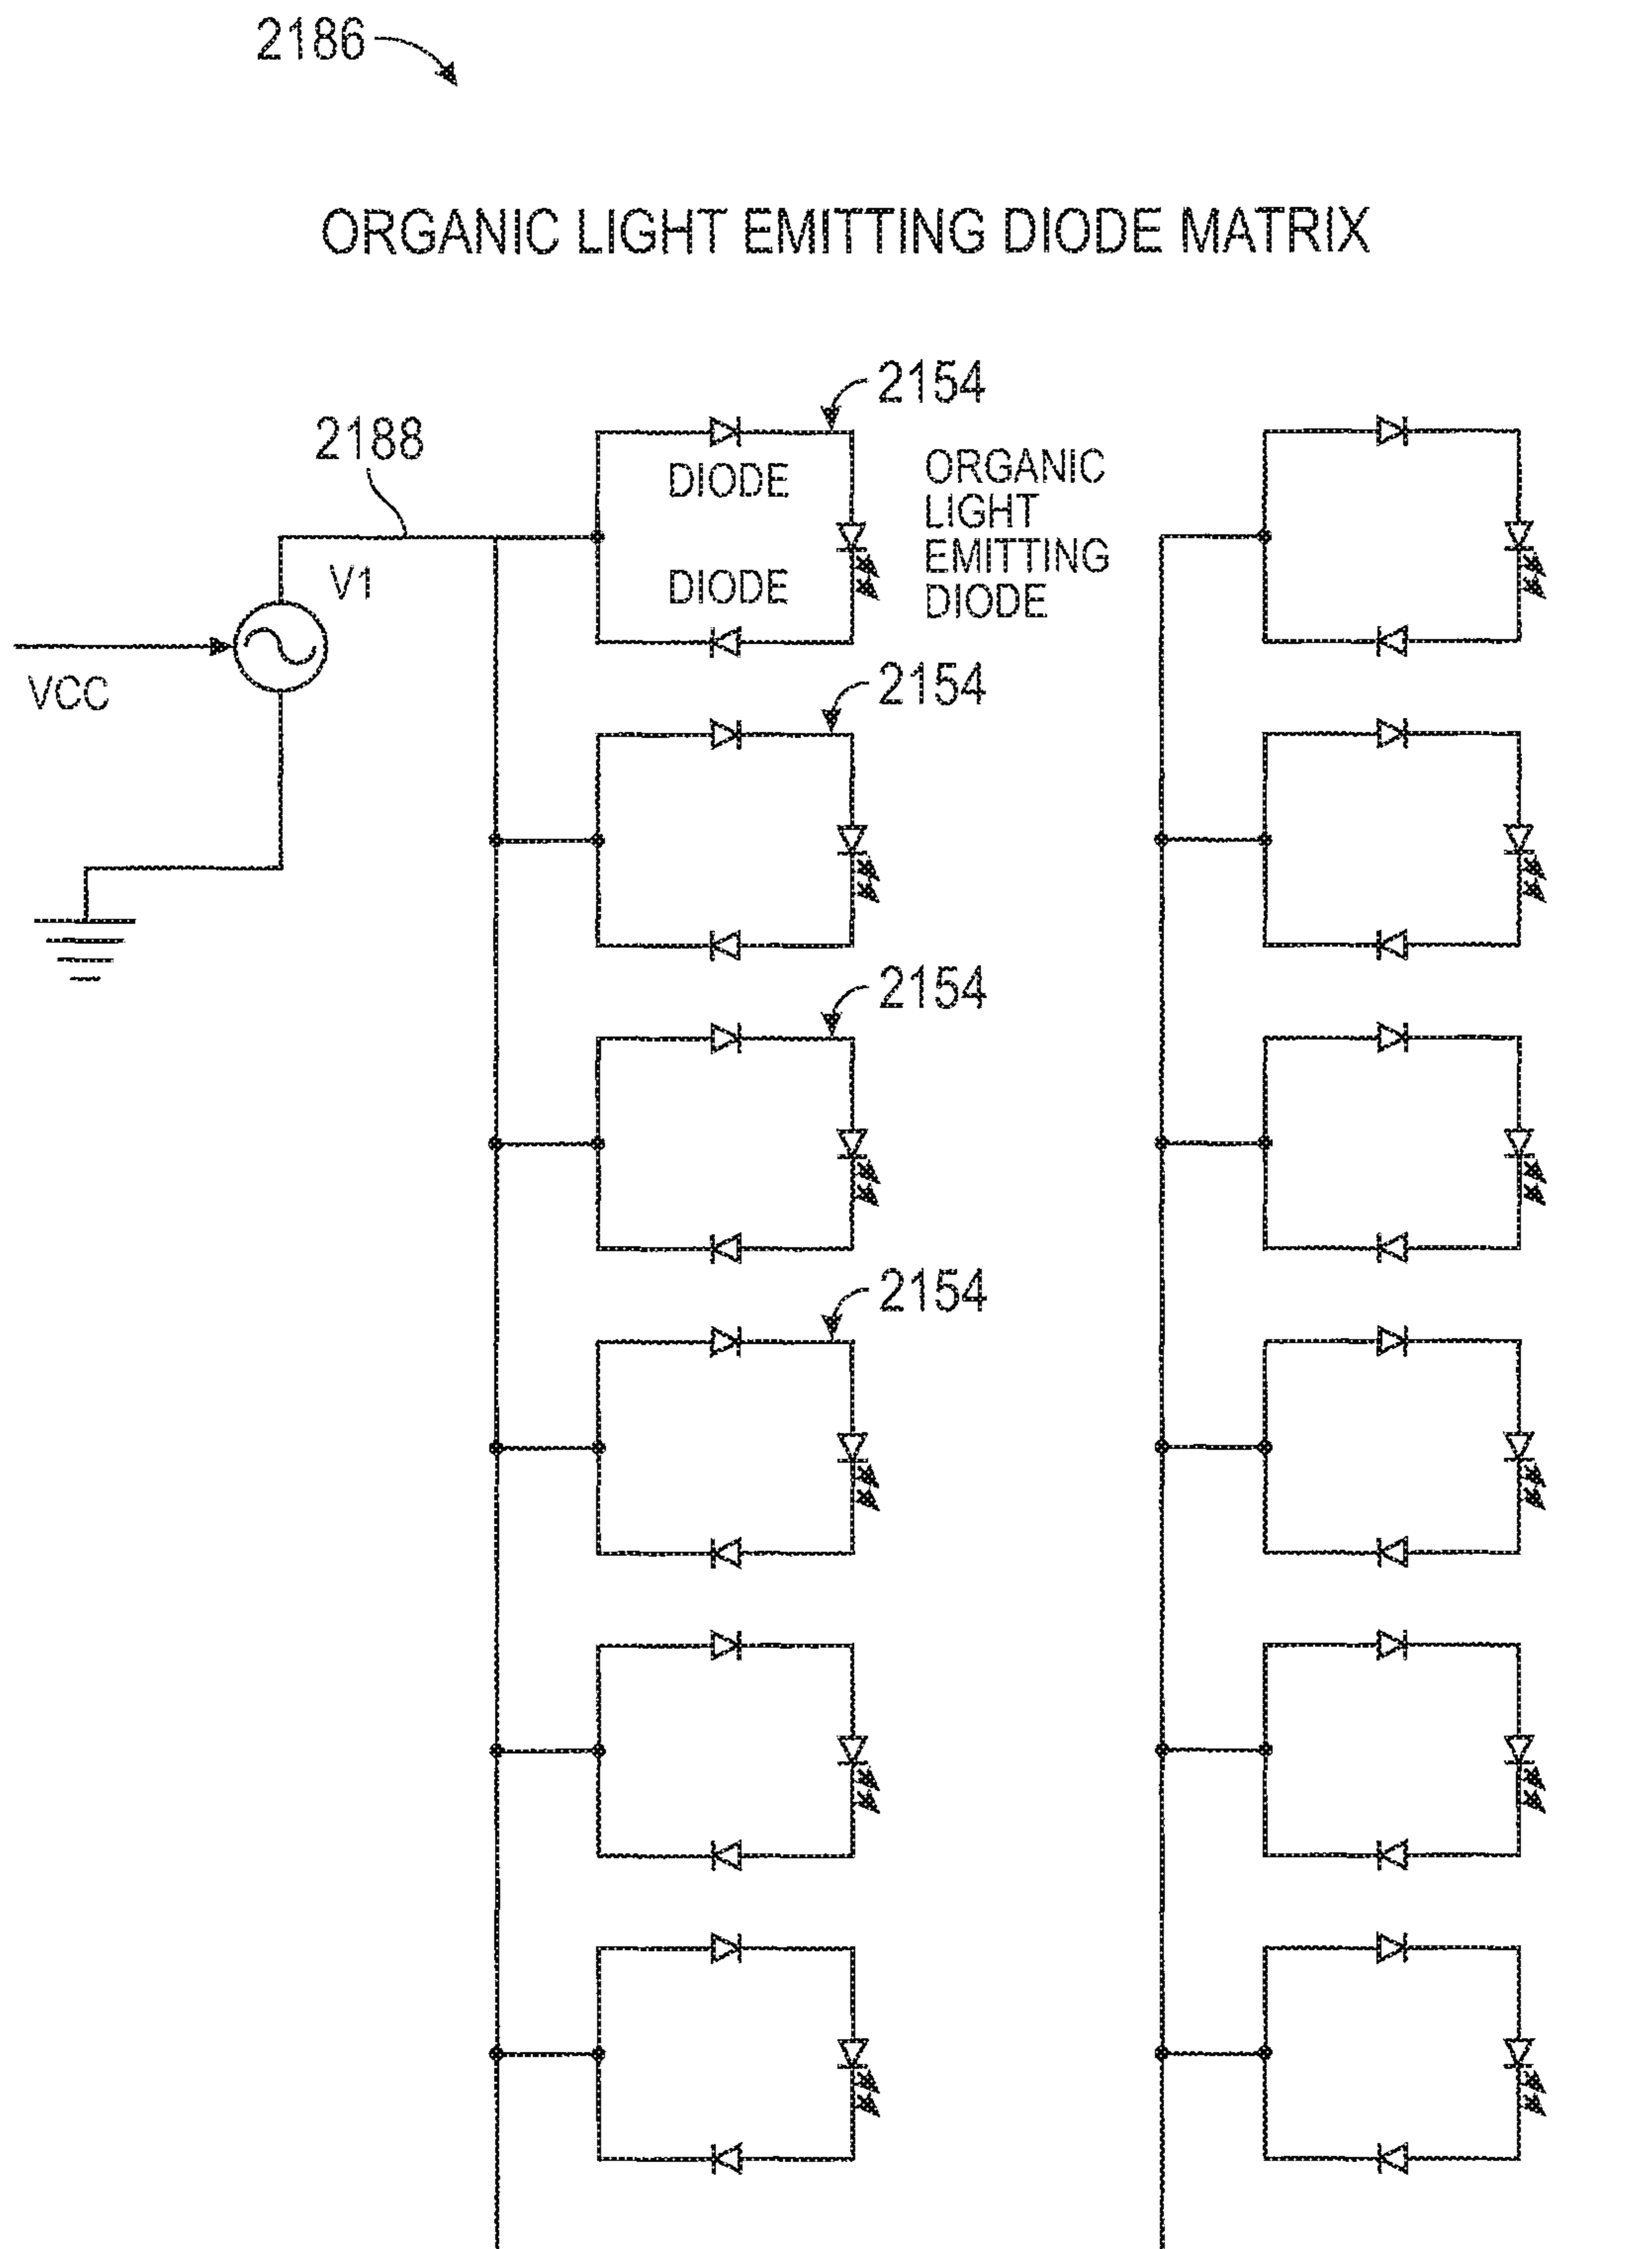 2186
ORGANIC LIGHT EMITTING DIODE MATRIX
2154
2188
DIODE
ORGANIC
LIGHT
EMITTING
DIODE
DIODE
V1
VCC
2154
2154
2154